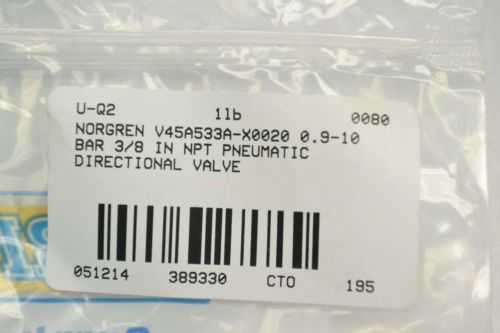 U-Q2 1lb 0080
NORGREN V45A533A-X0020 0.9-10
BAR 3/8 IN NPT PNEUMATIC
DIRECTIONAL VALVE
051214 389330 CTO 195